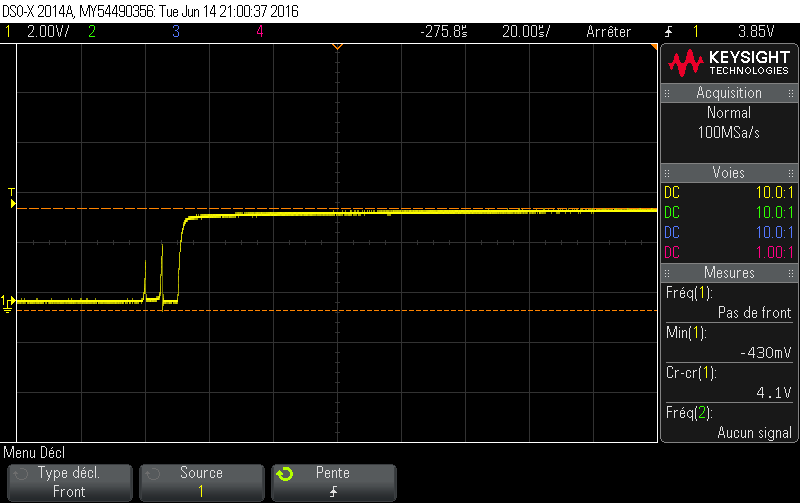 DSO-X 2014A, MY54490356: Tue Jun 14 21:00:37 2016
1 2.00V/ 2 3 4 -275.8s 20.00s/ Arrêter 1 3.85V
KEYSIGHT
TECHNOLOGIES
Acquisition
Normal
100MSa/s
Voies
DC 10.0:1
DC 10.0:1
DC 10.0:1
DC 1.00:1
Mesures
Fréq(1):
Pas de front
Min(1):
-430mV
Cr-cr(1):
4.1V
Fréq(2):
Aucun signal
T
1
Menu Décl
Type décl.
Front
Source
1
Pente